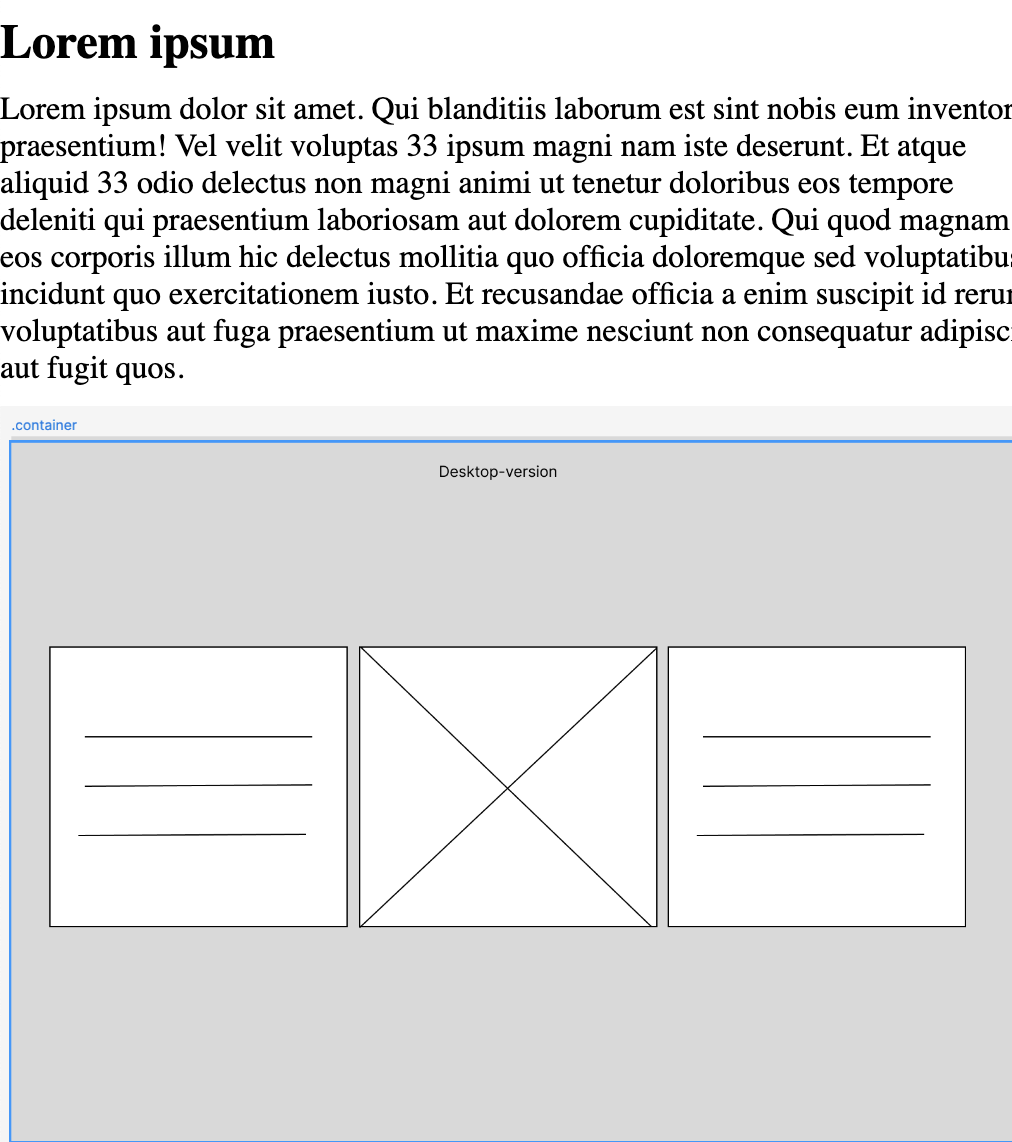 Lorem ipsum
Lorem ipsum dolor sit amet. Qui blanditiis laborum est sint nobis eum inventor
praesentium! Vel velit voluptas 33 ipsum magni nam iste deserunt. Et atque
aliquid 33 odio delectus non magni animi ut tenetur doloribus eos tempore
deleniti qui praesentium laboriosam aut dolorem cupiditate. Qui quod magnam
eos corporis illum hic delectus mollitia quo officia doloremque sed voluptatibus
incidunt quo exercitationem iusto. Et recusandae officia a enim suscipit id rerum
voluptatibus aut fuga praesentium ut maxime nesciunt non consequatur adipisci
aut fugit quos.
.container
Desktop-version